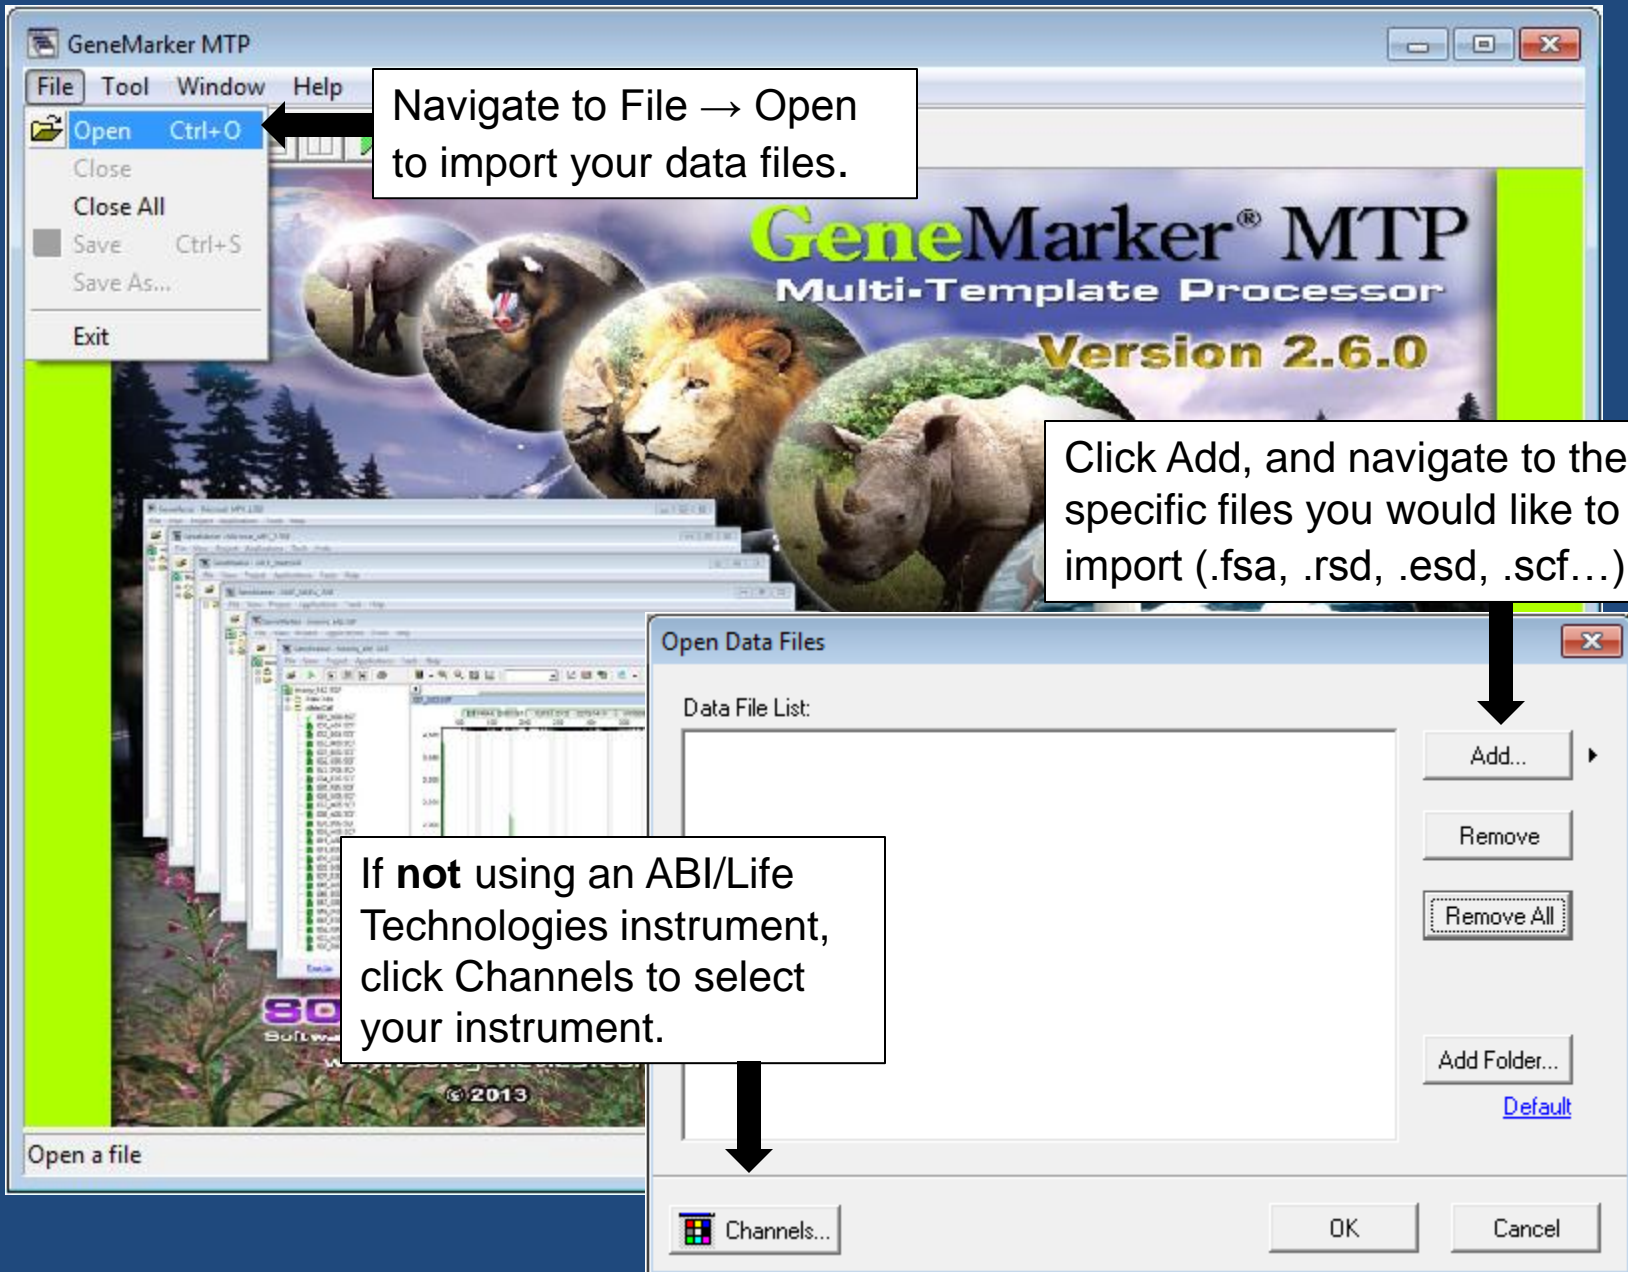 GeneMarker MTP
File Tool Window Help
Open Ctrl+O
Close
Close All
Save Ctrl+S
Save As...
Exit
Navigate to File → Open
to import your data files.
GeneMarker® MTP
Multi-Template Processor
Version 2.6.0
Click Add, and navigate to the
specific files you would like to
import (.fsa, .rsd, .esd, .scf…)
Open Data Files
Data File List:
Add...
Remove
Remove All
Add Folder...
Default
If not using an ABI/Life
Technologies instrument,
click Channels to select
your instrument.
© 2013
Open a file
Channels...
OK
Cancel